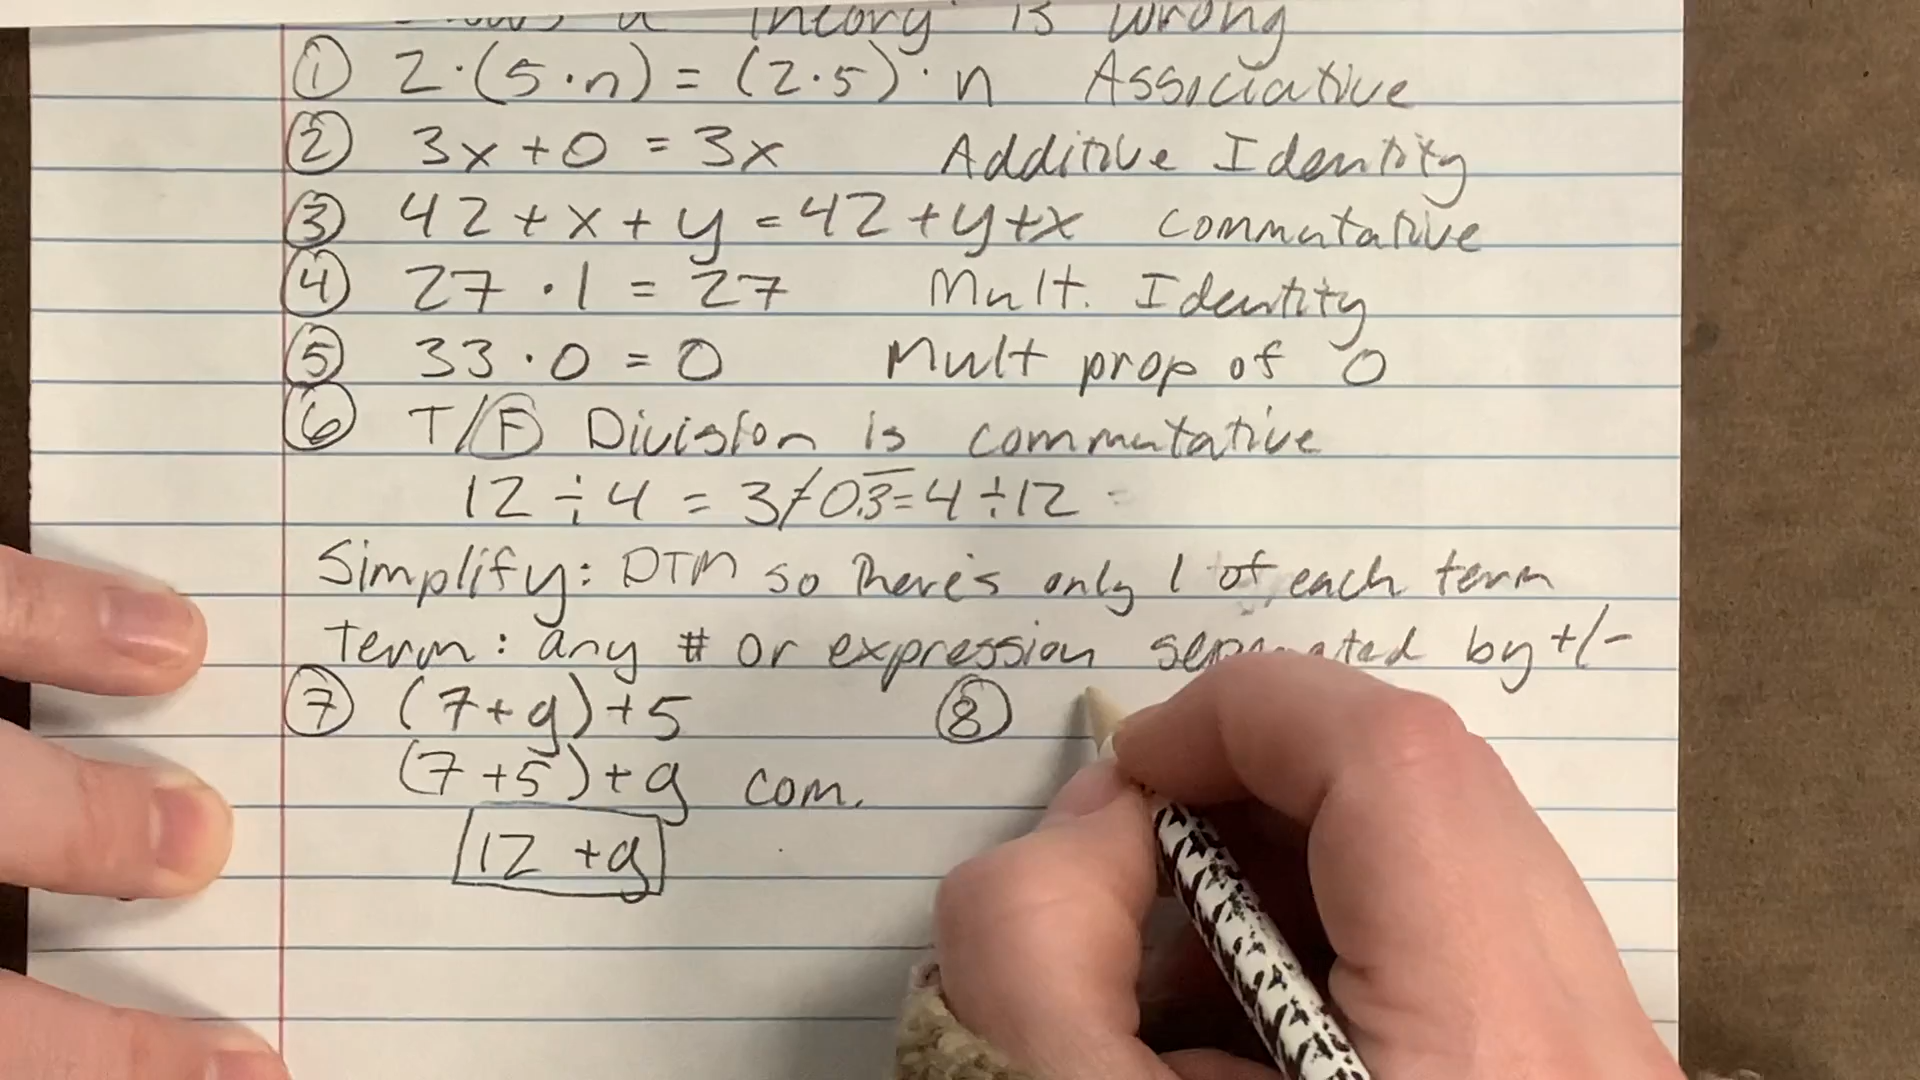 a "Theory" is wrong
① 2·(5·n) = (2·5)·n Associative
② 3x+0 = 3x Additive Identity
③ 42+x+y=42+y+x commutative
④ 27·1 = 27 Mult. Identity
⑤ 33·0 = 0 Mult prop of 0
⑥ T/F Division is commutative
12÷4 = 3≠0.3̅=4÷12 =
Simplify: DTM so there's only 1 of each term
Term: any # or expression separated by +/-
⑦ (7+g)+5 ⑧
(7+5)+g com.
12+g